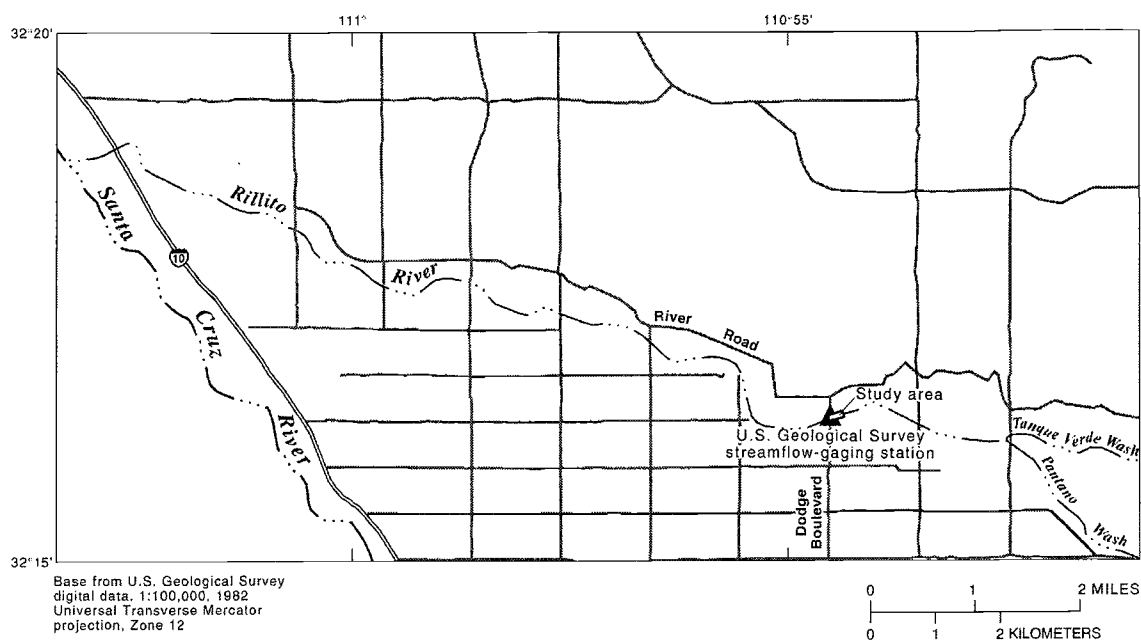 111°
110°55'
32°20'
Rillito
Santa
10
River
Cruz
River
Road
Study area
River
U.S. Geological Survey
streamflow-gaging station
Tanque Verde Wash
Pantano
Wash
Dodge
Boulevard
32°15'
Base from U.S. Geological Survey
digital data, 1:100,000, 1982
Universal Transverse Mercator
projection, Zone 12
0 1 2 MILES
0 1 2 KILOMETERS